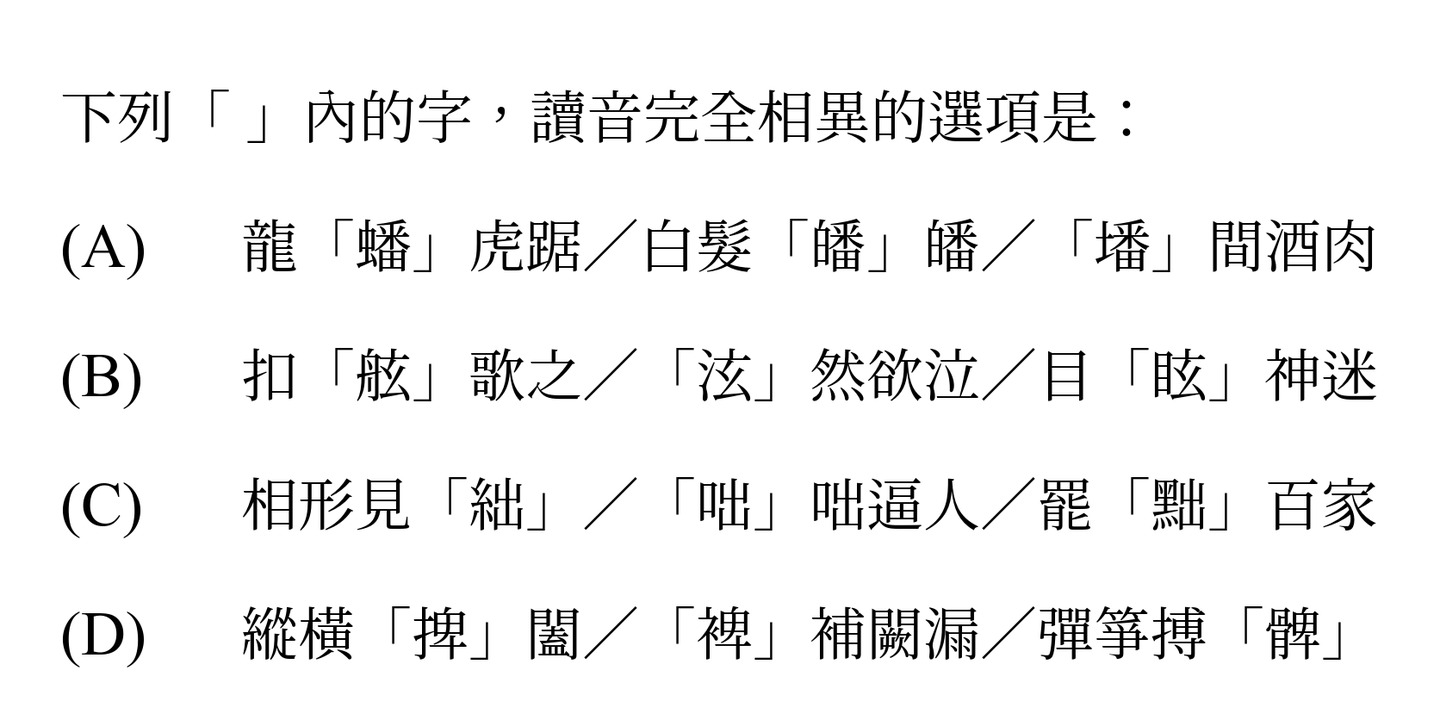 下列「 」內的字，讀音完全相異的選項是：
(A) 龍「蟠」虎踞／白髮「皤」皤／「墦」間酒肉
(B) 扣「舷」歌之／「泫」然欲泣／目「眩」神迷
(C) 相形見「絀」／「咄」咄逼人／罷「黜」百家
(D) 縱橫「捭」闔／「裨」補闕漏／彈箏搏「髀」